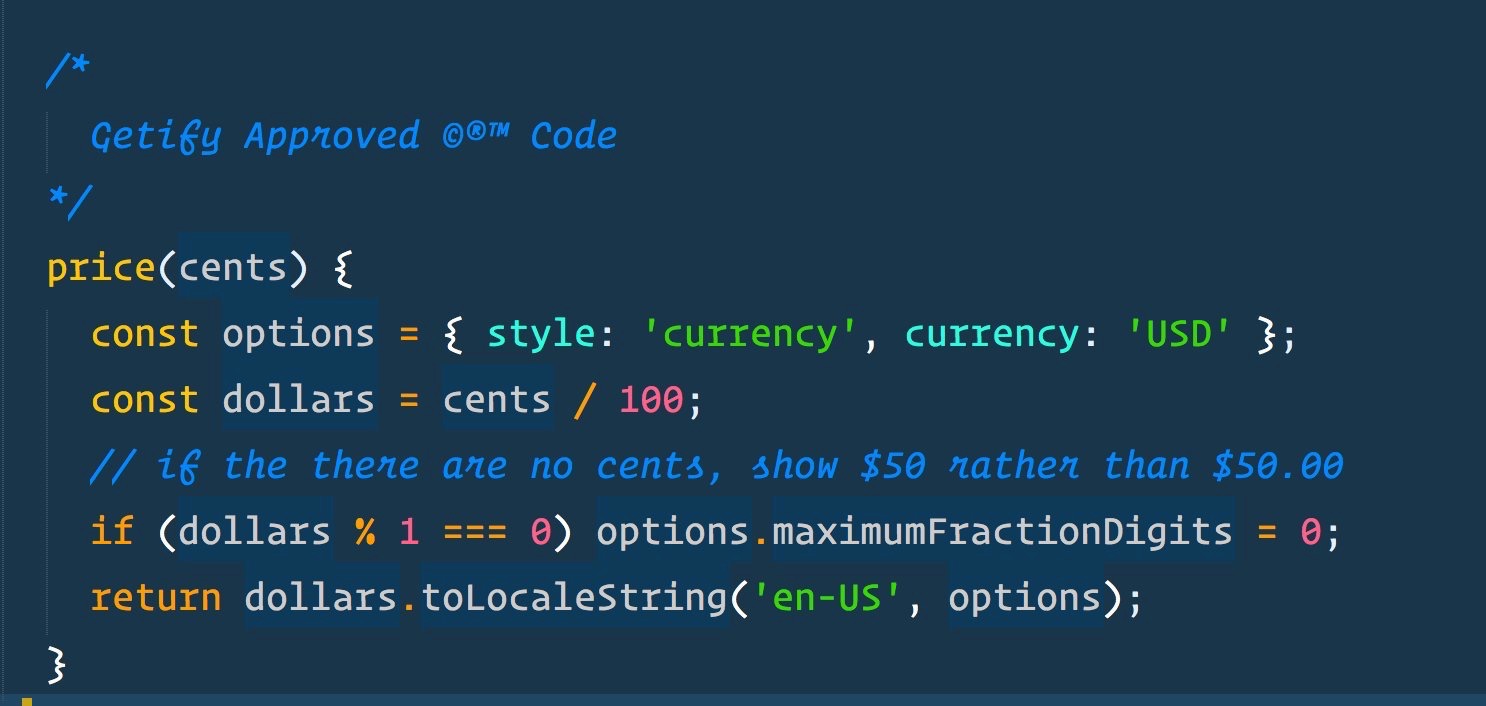 /*
Getify Approved ©®™ Code
*/
price(cents) {
const options = { style: 'currency', currency: 'USD' };
const dollars = cents / 100;
// if the there are no cents, show $50 rather than $50.00
if (dollars % 1 === 0) options.maximumFractionDigits = 0;
return dollars.toLocaleString('en-US', options);
}